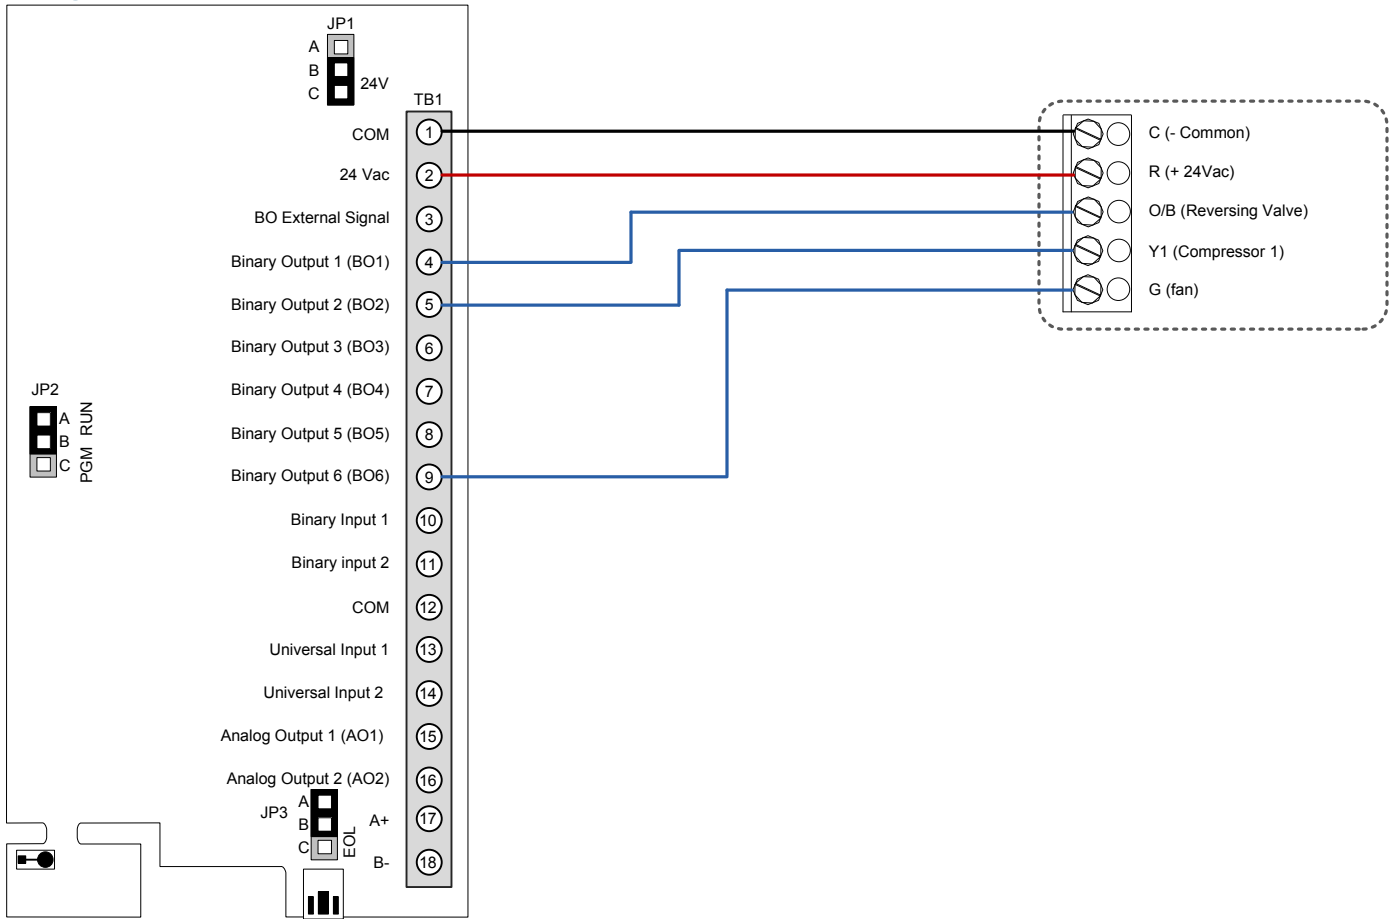 JP1
A
B
C
24V
TB1
COM 1
24 Vac 2
BO External Signal 3
Binary Output 1 (BO1) 4
Binary Output 2 (BO2) 5
Binary Output 3 (BO3) 6
Binary Output 4 (BO4) 7
Binary Output 5 (BO5) 8
Binary Output 6 (BO6) 9
Binary Input 1 10
Binary input 2 11
COM 12
Universal Input 1 13
Universal Input 2 14
Analog Output 1 (AO1) 15
Analog Output 2 (AO2) 16
A+ 17
B- 18
JP2
A
B
C
PGM RUN
JP3
A
B
C
EOL
C (- Common)
R (+ 24Vac)
O/B (Reversing Valve)
Y1 (Compressor 1)
G (fan)